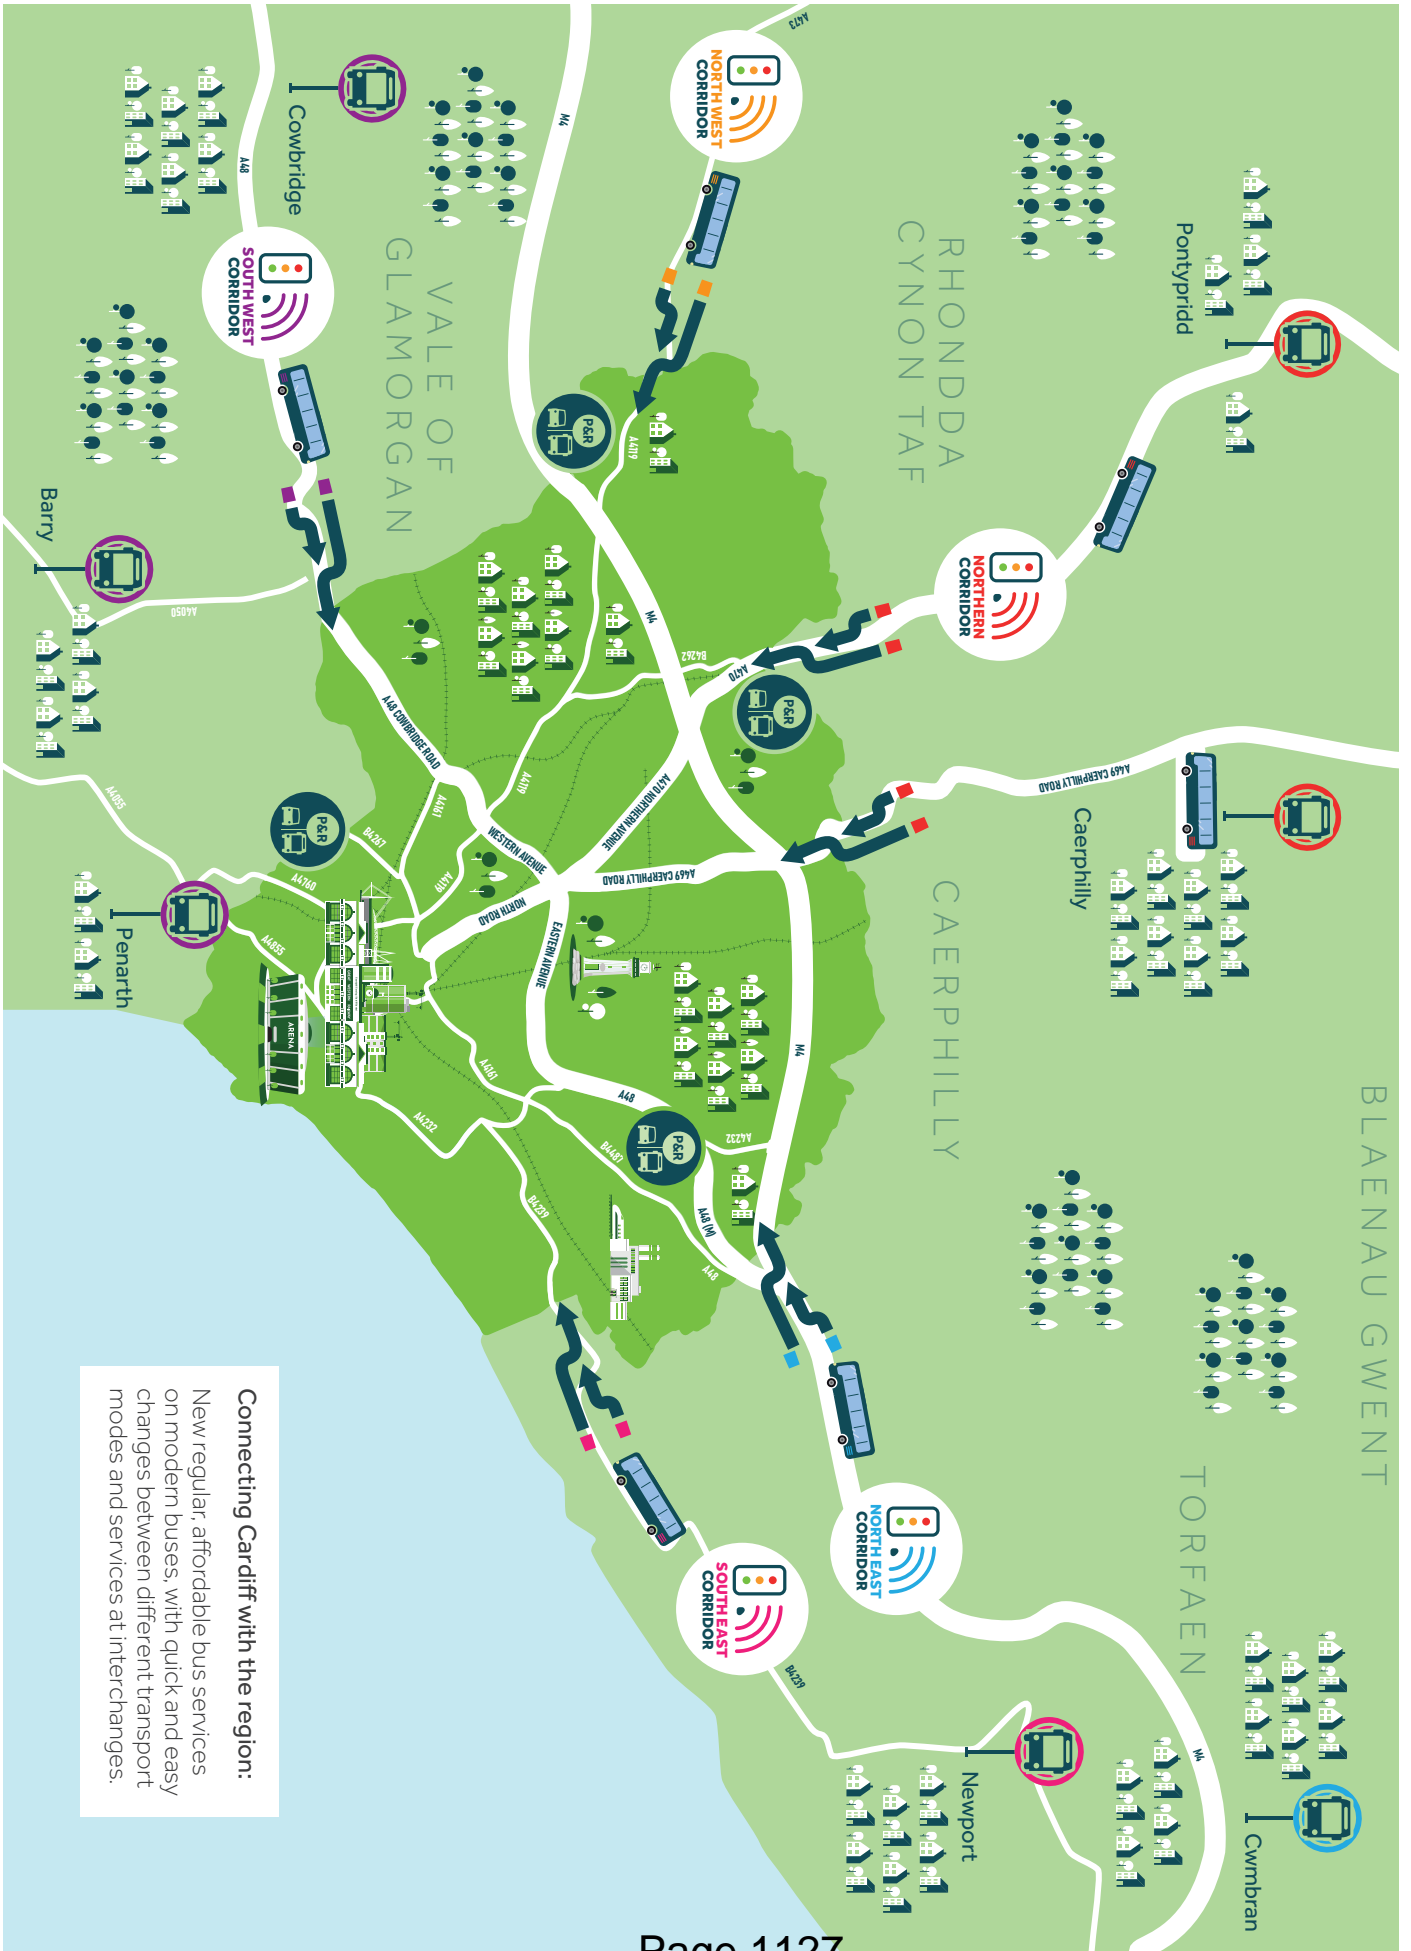 BLAENAU GWENT
TORFAEN
Cwmbran
M4
Newport
B4239
NORTH EAST
CORRIDOR
SOUTH EAST
CORRIDOR
CAERPHILLY
Caerphilly
A469 CAERPHILLY ROAD
RHONDDA
CYNON TAF
Pontypridd
NORTHERN
CORRIDOR
A470
B4262
P&R
A473
NORTH WEST
CORRIDOR
M4
A4119
P&R
M4
A470 NORTHERN AVENUE
A469 CAERPHILLY ROAD
M4
A4232
P&R
A48 (M)
A48
A48
B4487
A4161
EASTERN AVENUE
NORTH ROAD
WESTERN AVENUE
A4119
A4119
A4161
A48 COWBRIDGE ROAD
B4267
P&R
A4760
A4855
A4232
B4239
ARENA
VALE OF
GLAMORGAN
Cowbridge
A48
SOUTH WEST
CORRIDOR
Barry
A4050
A4055
Penarth
Connecting Cardiff with the region:
New regular, affordable bus services
on modern buses, with quick and easy
changes between different transport
modes and services at interchanges.
Page 1127